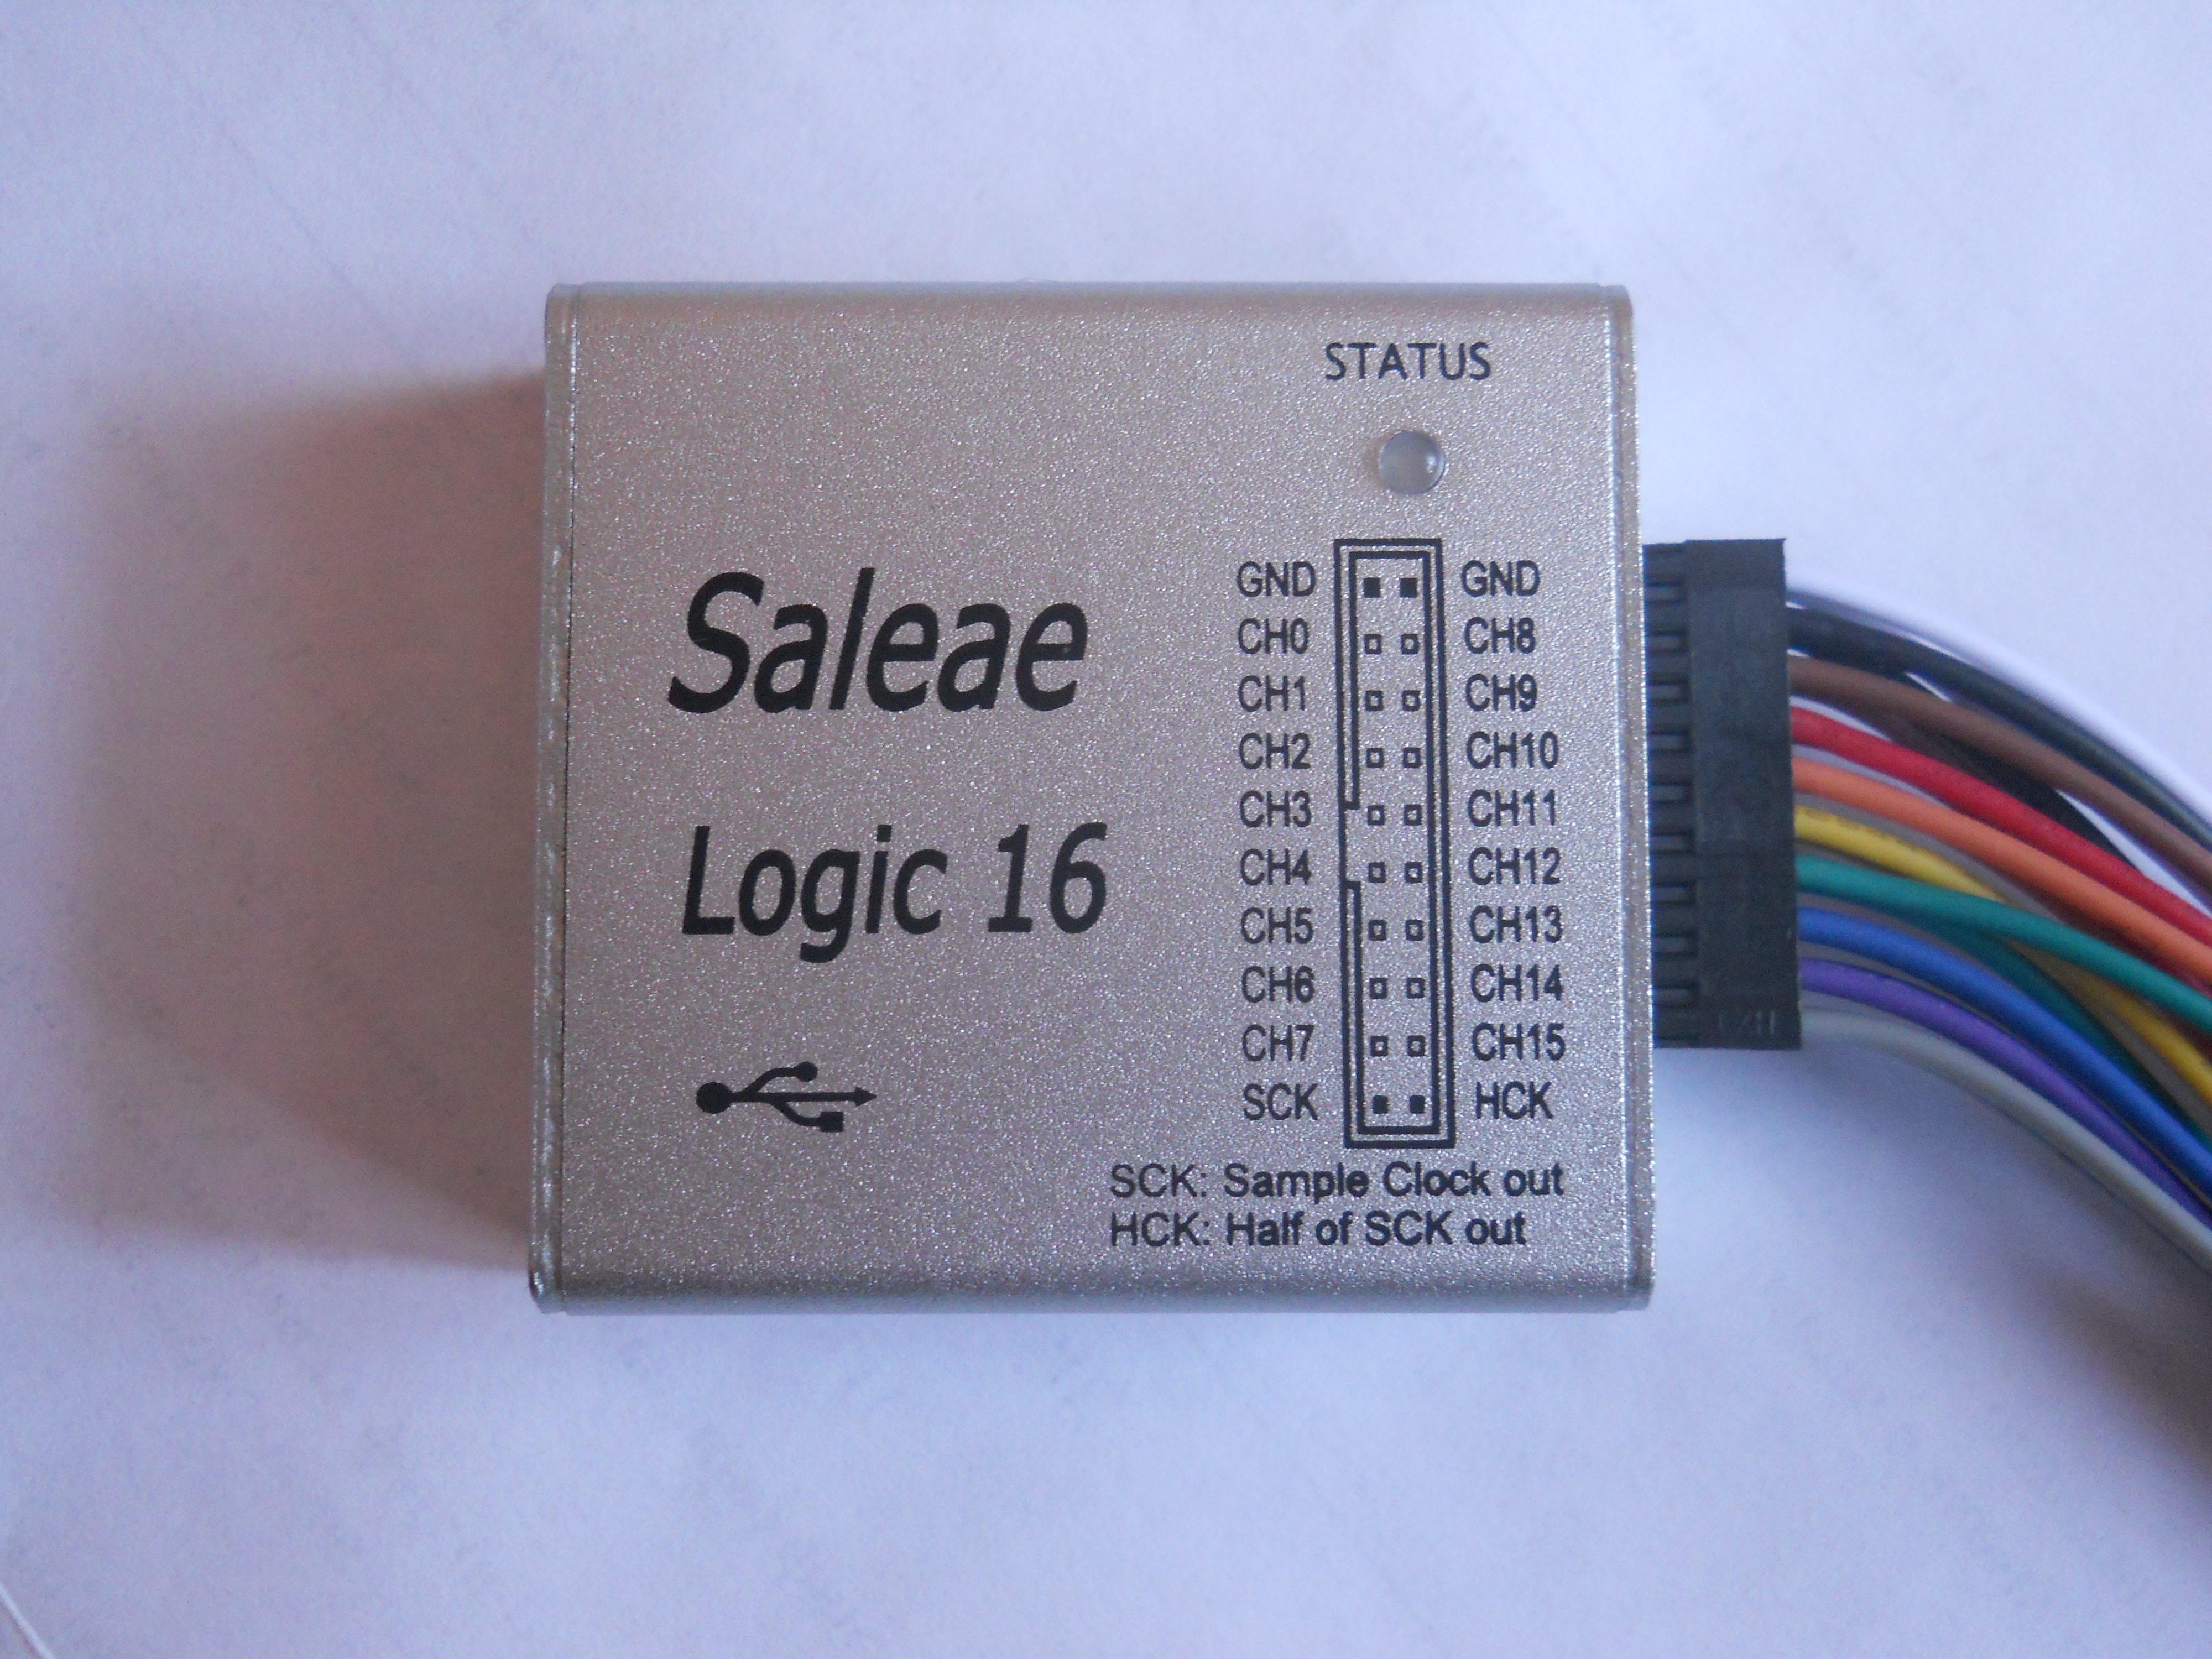 STATUS
Saleae
Logic 16
GND GND
CH0 CH8
CH1 CH9
CH2 CH10
CH3 CH11
CH4 CH12
CH5 CH13
CH6 CH14
CH7 CH15
SCK HCK
SCK: Sample Clock out
HCK: Half of SCK out